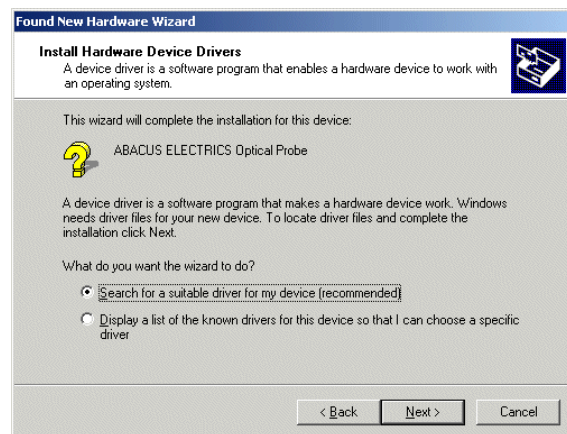 Found New Hardware Wizard
Install Hardware Device Drivers
A device driver is a software program that enables a hardware device to work with
an operating system.
This wizard will complete the installation for this device:
ABACUS ELECTRICS Optical Probe
A device driver is a software program that makes a hardware device work. Windows
needs driver files for your new device. To locate driver files and complete the
installation click Next.
What do you want the wizard to do?
Search for a suitable driver for my device (recommended)
Display a list of the known drivers for this device so that I can choose a specific
driver
< Back Next > Cancel